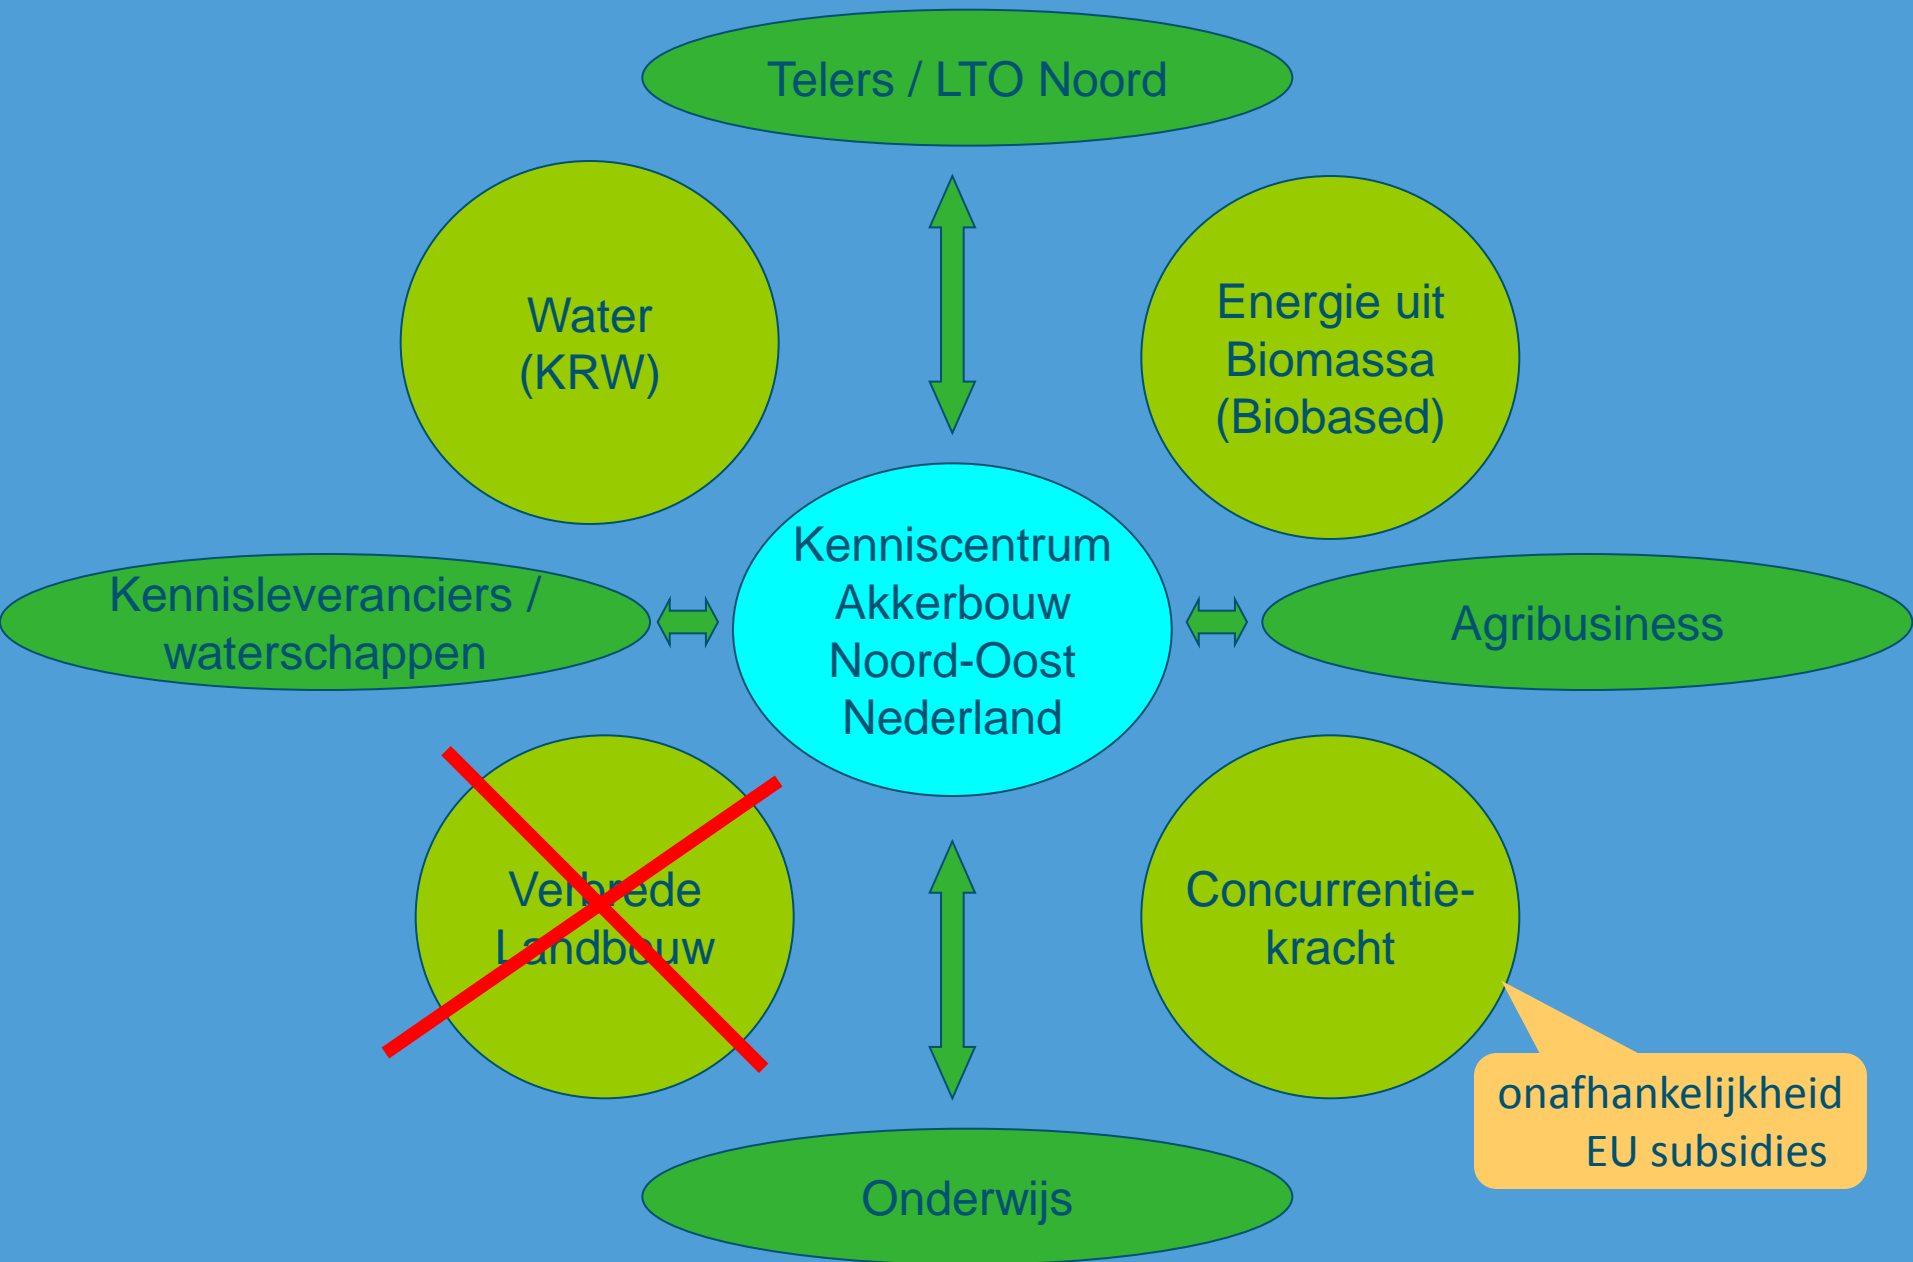 Telers / LTO Noord
Water
(KRW)
Energie uit
Biomassa
(Biobased)
Kenniscentrum
Akkerbouw
Noord-Oost
Nederland
Kennisleveranciers /
waterschappen
Agribusiness
Verbrede
Landbouw
Concurrentie-
kracht
onafhankelijkheid
EU subsidies
Onderwijs